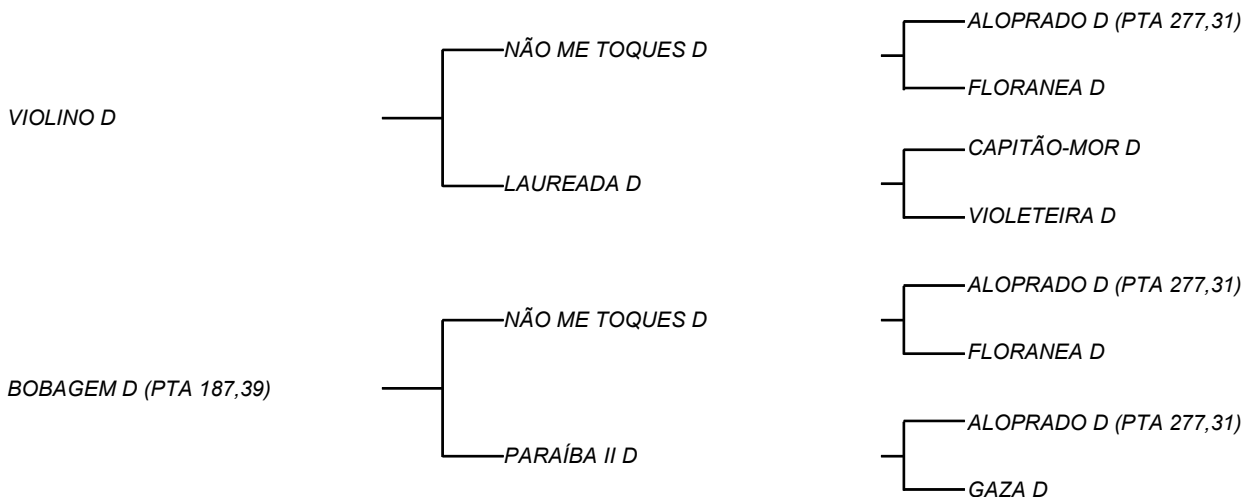 ALOPRADO D (PTA 277,31)
NÃO ME TOQUES D
FLORANEA D
VIOLINO D
CAPITÃO-MOR D
LAUREADA D
VIOLETEIRA D
ALOPRADO D (PTA 277,31)
NÃO ME TOQUES D
FLORANEA D
BOBAGEM D (PTA 187,39)
ALOPRADO D (PTA 277,31)
PARAÍBA II D
GAZA D